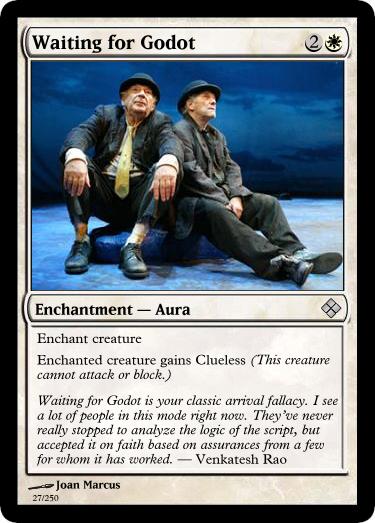 Waiting for Godot 2
Enchantment — Aura
Enchant creature
Enchanted creature gains Clueless (This creature
cannot attack or block.)
Waiting for Godot is your classic arrival fallacy. I see
a lot of people in this mode right now. They've never
really stopped to analyze the logic of the script, but
accepted it on faith based on assurances from a few
for whom it has worked. — Venkatesh Rao
Joan Marcus
27/250